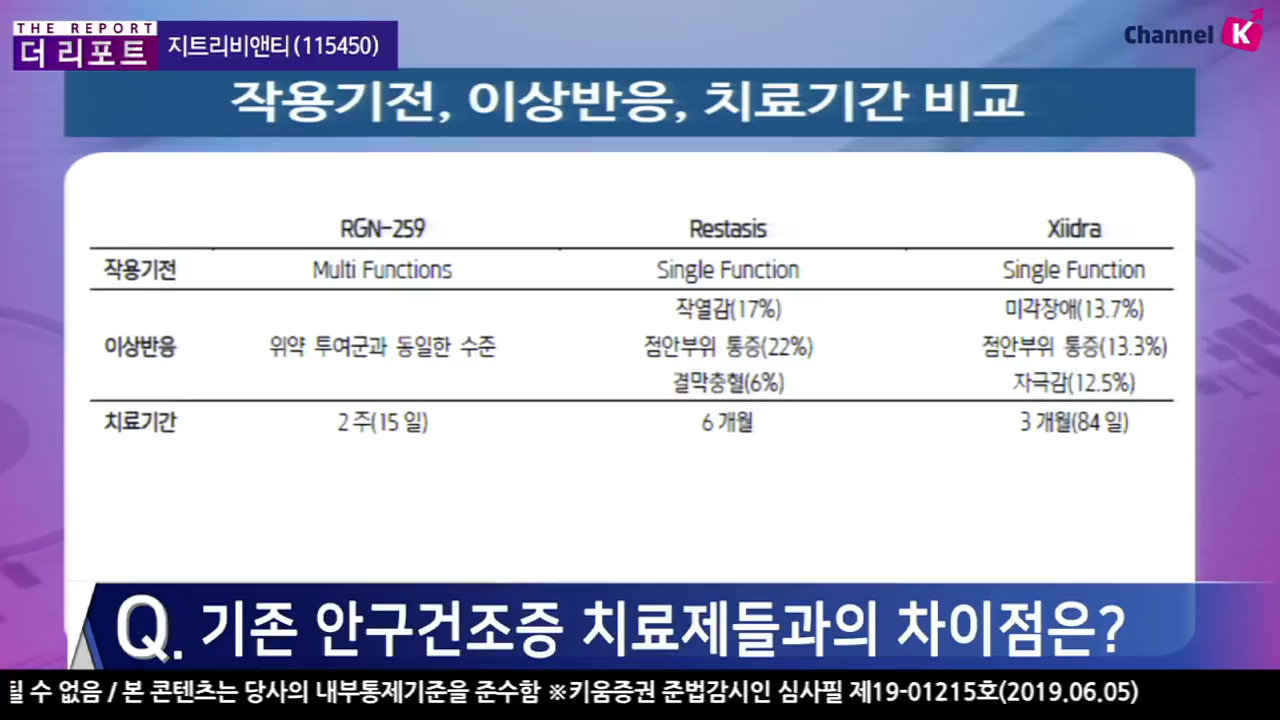 THE REPORT
더 리포트
지트리비앤티(115450)
Channel K
작용기전, 이상반응, 치료기간 비교
RGN-259 Restasis Xiidra
작용기전 Multi Functions Single Function Single Function
작열감(17%) 미각장애(13.7%)
이상반응 위약 투여군과 동일한 수준 점안부위 통증(22%) 점안부위 통증(13.3%)
결막충혈(6%) 자극감(12.5%)
치료기간 2 주(15 일) 6 개월 3 개월(84 일)
Q. 기존 안구건조증 치료제들과의 차이점은?
수 없음 / 본 콘텐츠는 당사의 내부통제기준을 준수함 ※키움증권 준법감시인 심사필 제19-01215호(2019.06.05)